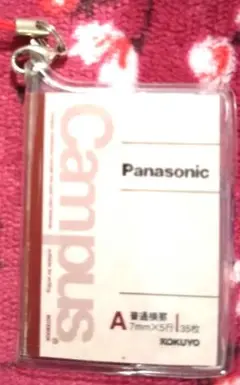 Campus
Panasonic
A 普通横罫
7mm×5行 35枚
KOKUYO